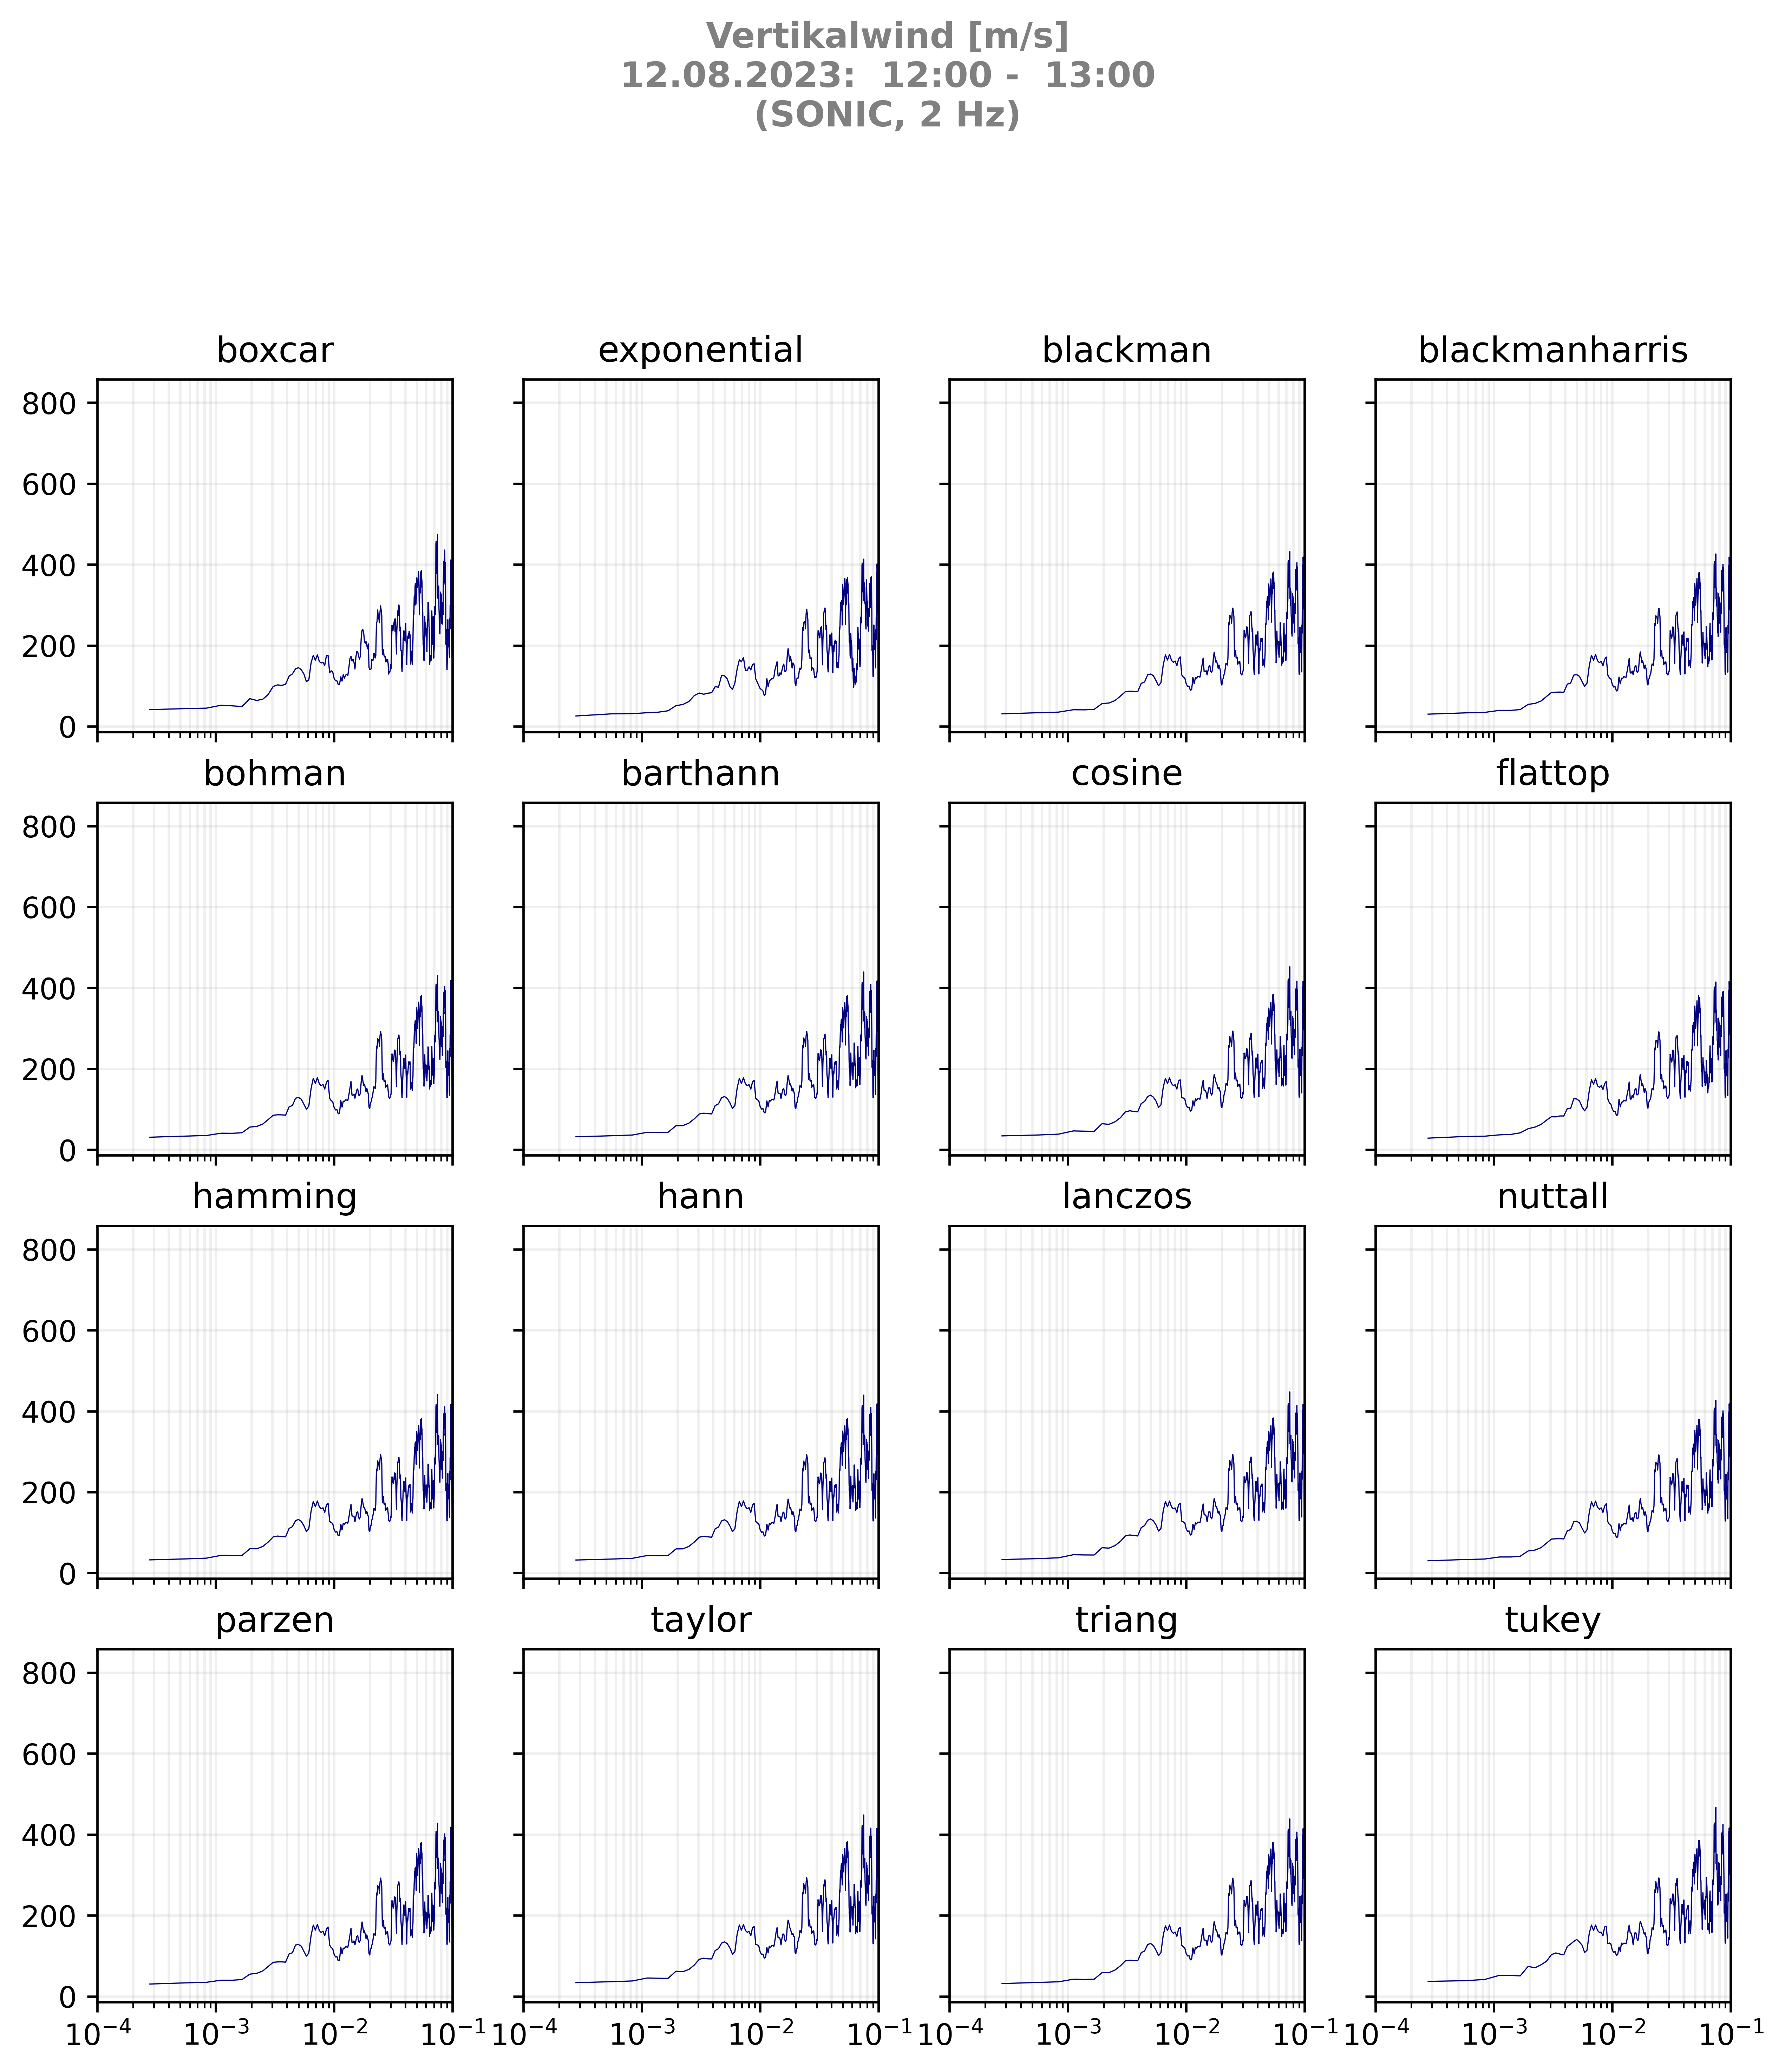 Vertikalwind [m/s]
12.08.2023:  12:00 -  13:00
(SONIC, 2 Hz)
boxcar exponential blackman blackmanharris
800
600
400
200
0
bohman barthann cosine flattop
800
600
400
200
0
hamming hann lanczos nuttall
800
600
400
200
0
parzen taylor triang tukey
800
600
400
200
0
10⁻⁴ 10⁻³ 10⁻² 10⁻¹ 10⁻⁴ 10⁻³ 10⁻² 10⁻¹ 10⁻⁴ 10⁻³ 10⁻² 10⁻¹ 10⁻⁴ 10⁻³ 10⁻² 10⁻¹